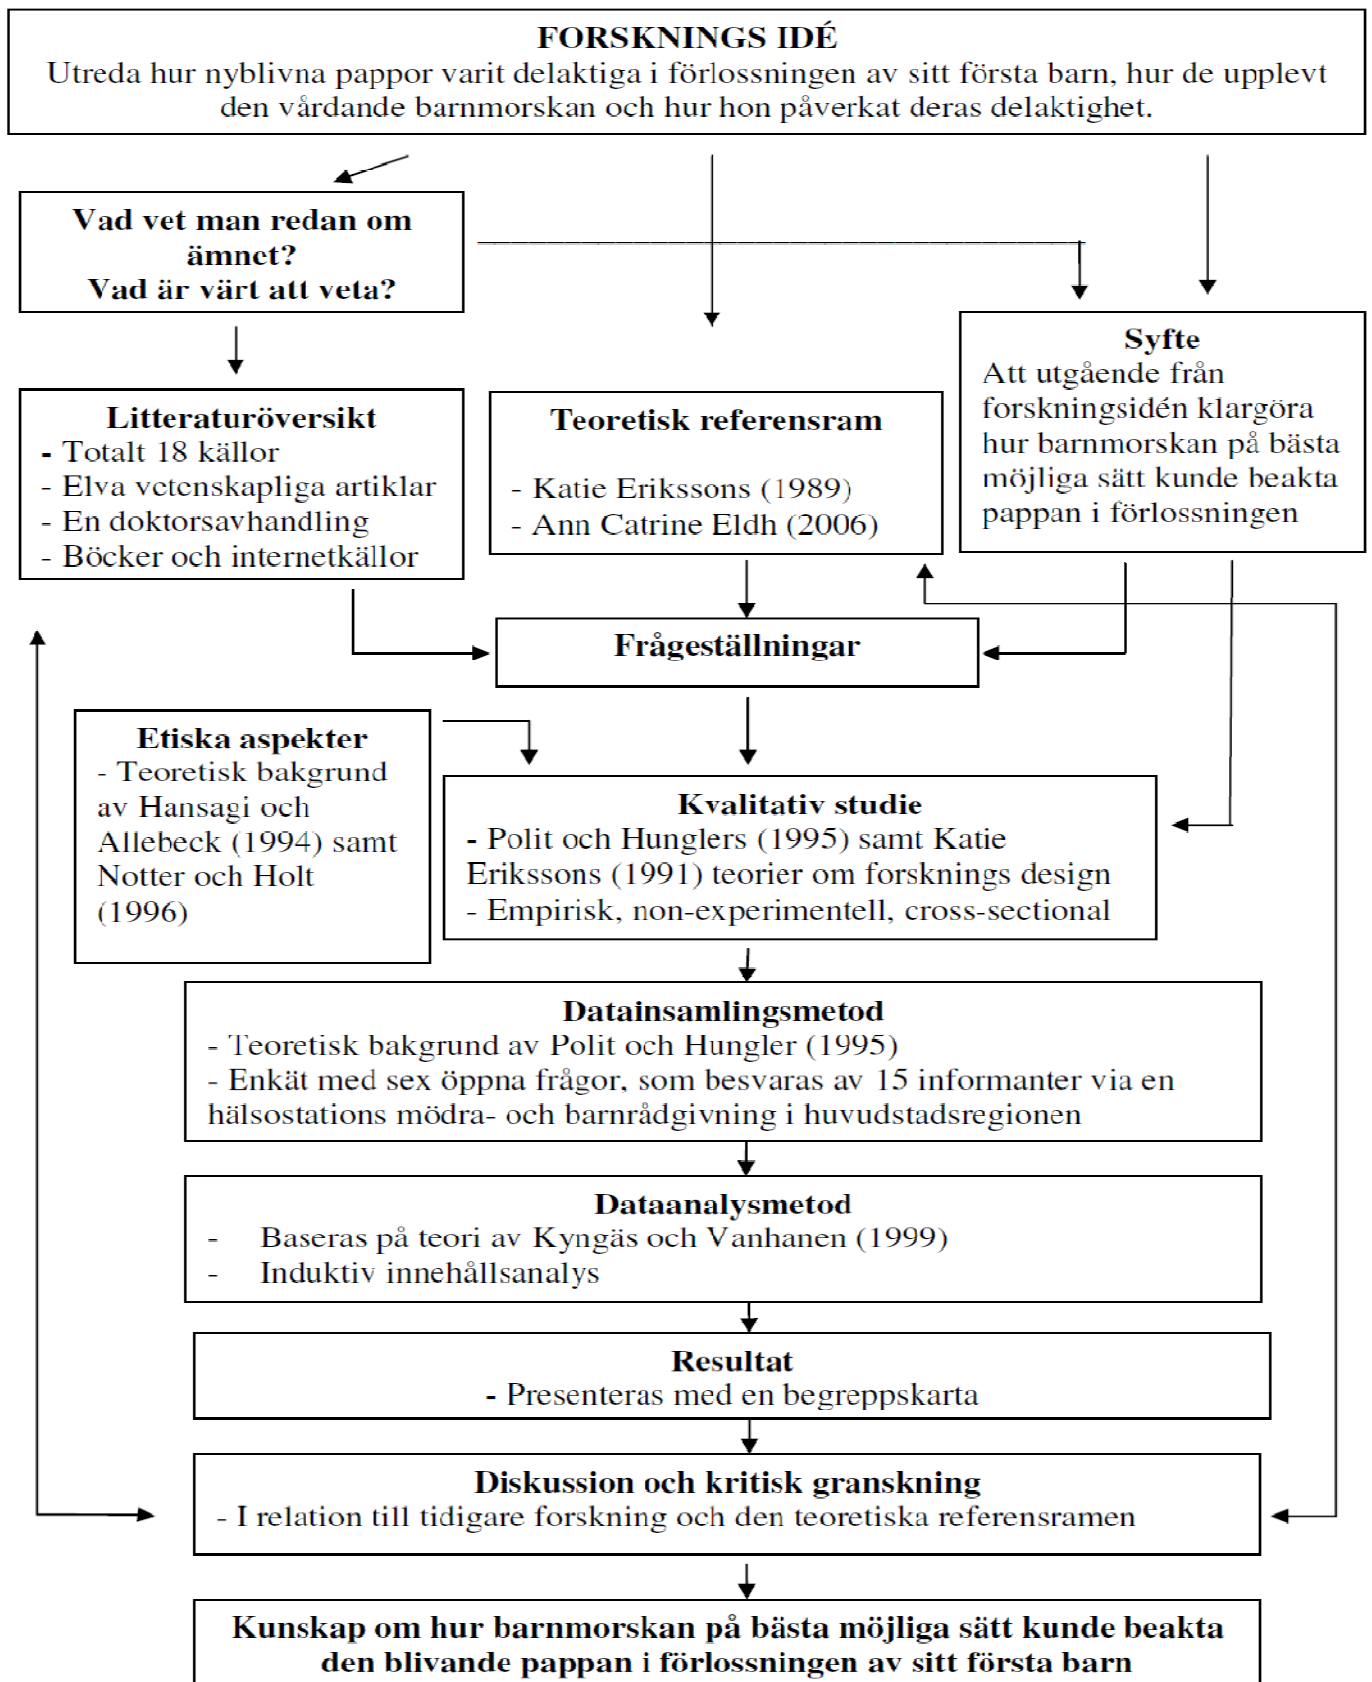 FORSKNINGS IDÉ
Utreda hur nyblivna pappor varit delaktiga i förlossningen av sitt första barn, hur de upplevt
den vårdande barnmorskan och hur hon påverkat deras delaktighet.
Vad vet man redan om
ämnet?
Vad är värt att veta?
Litteraturöversikt
- Totalt 18 källor
- Elva vetenskapliga artiklar
- En doktorsavhandling
- Böcker och internetkällor
Teoretisk referensram
- Katie Erikssons (1989)
- Ann Catrine Eldh (2006)
Syfte
Att utgående från
forskningsidén klargöra
hur barnmorskan på bästa
möjliga sätt kunde beakta
pappan i förlossningen
Frågeställningar
Etiska aspekter
- Teoretisk bakgrund
av Hansagi och
Allebeck (1994) samt
Notter och Holt
(1996)
Kvalitativ studie
- Polit och Hunglers (1995) samt Katie
Erikssons (1991) teorier om forsknings design
- Empirisk, non-experimentell, cross-sectional
Datainsamlingsmetod
- Teoretisk bakgrund av Polit och Hungler (1995)
- Enkät med sex öppna frågor, som besvaras av 15 informanter via en
hälsostations mödra- och barnrådgivning i huvudstadsregionen
Dataanalysmetod
- Baseras på teori av Kyngäs och Vanhanen (1999)
- Induktiv innehållsanalys
Resultat
- Presenteras med en begreppskarta
Diskussion och kritisk granskning
- I relation till tidigare forskning och den teoretiska referensramen
Kunskap om hur barnmorskan på bästa möjliga sätt kunde beakta
den blivande pappan i förlossningen av sitt första barn